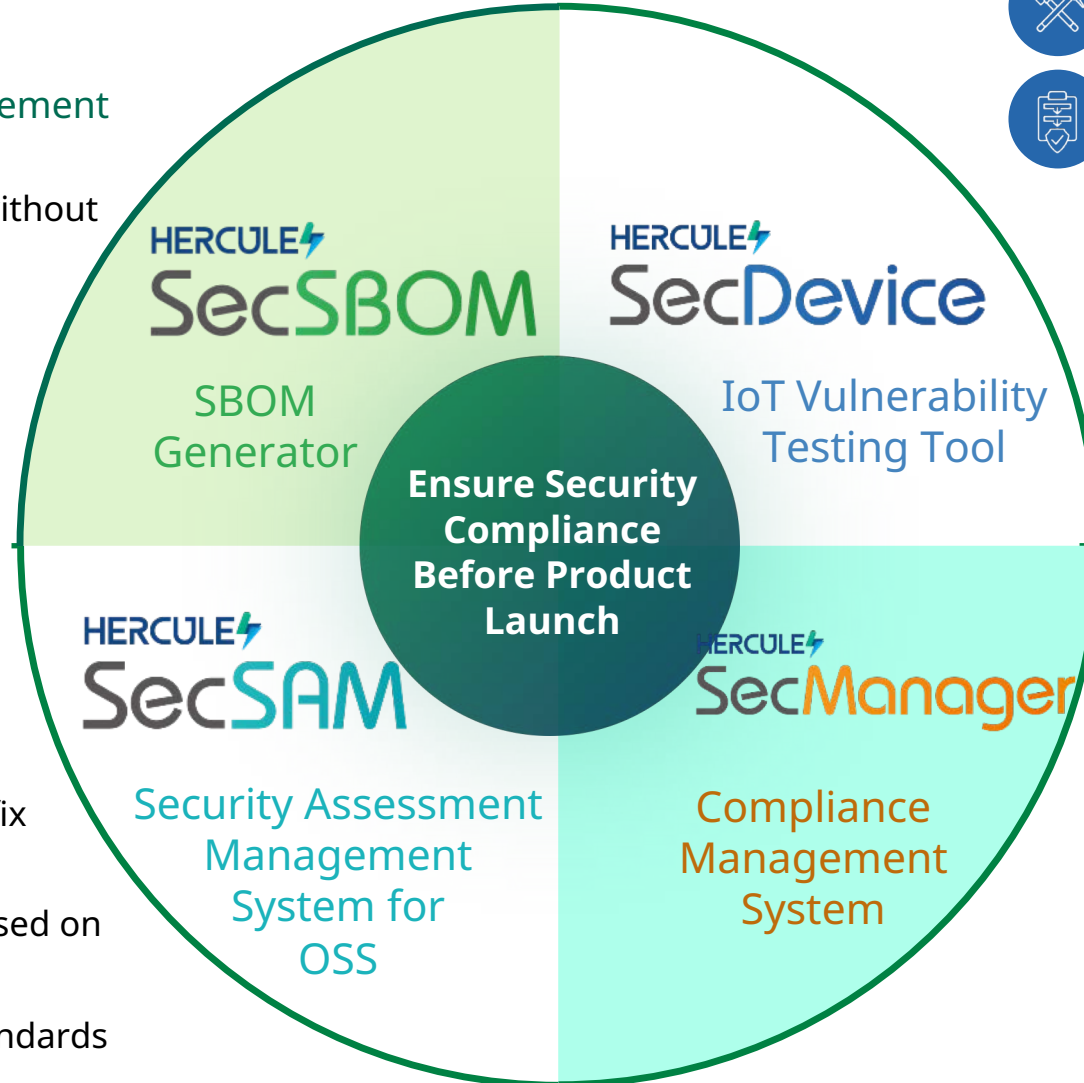 ement
ithout
HERCULES
SecSBOM
SBOM
Generator
HERCULES
SecDevice
IoT Vulnerability
Testing Tool
Ensure Security
Compliance
Before Product
Launch
HERCULES
SecSAM
Security Assessment
Management
System for
OSS
HERCULES
SecManager
Compliance
Management
System
ix
sed on
ndards